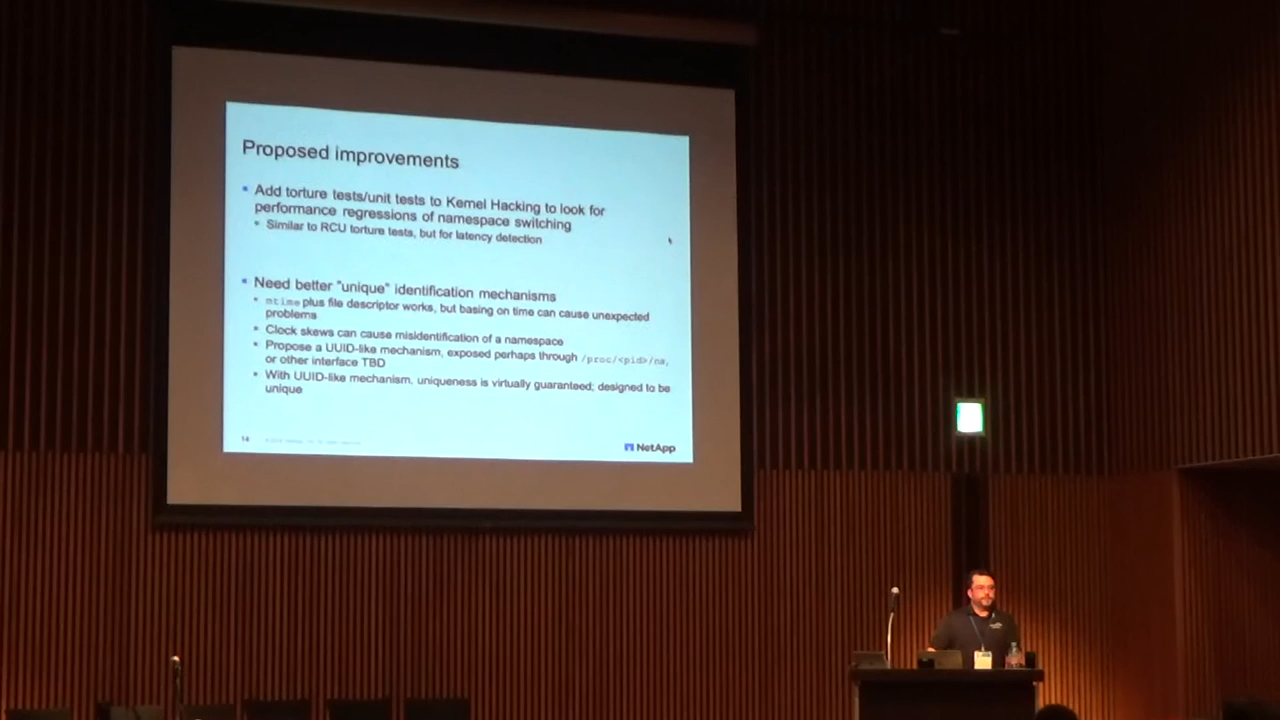 Proposed improvements
Add torture tests/unit tests to Kernel Hacking to look for
performance regressions of namespace switching
Similar to RCU torture tests, but for latency detection
Need better "unique" identification mechanisms
mtime plus file descriptor works, but basing on time can cause unexpected
problems
Clock skews can cause misidentification of a namespace
Propose a UUID-like mechanism, exposed perhaps through /proc/<pid>/ns,
or other interface TBD
With UUID-like mechanism, uniqueness is virtually guaranteed; designed to be
unique
14
NetApp